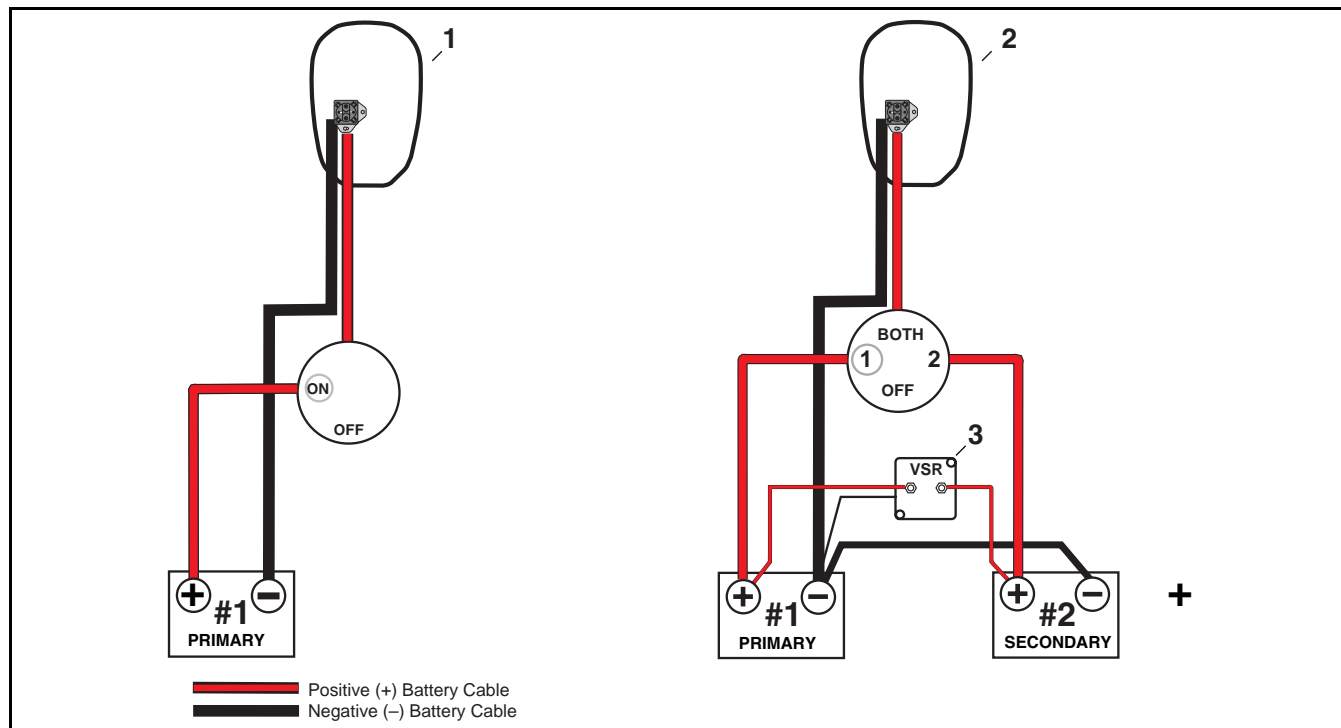 1
ON
OFF
+ −
#1
PRIMARY
2
BOTH
1 2
OFF
3
VSR
+ −
#1
PRIMARY
+ −
#2
SECONDARY
+
Positive (+) Battery Cable
Negative (–) Battery Cable